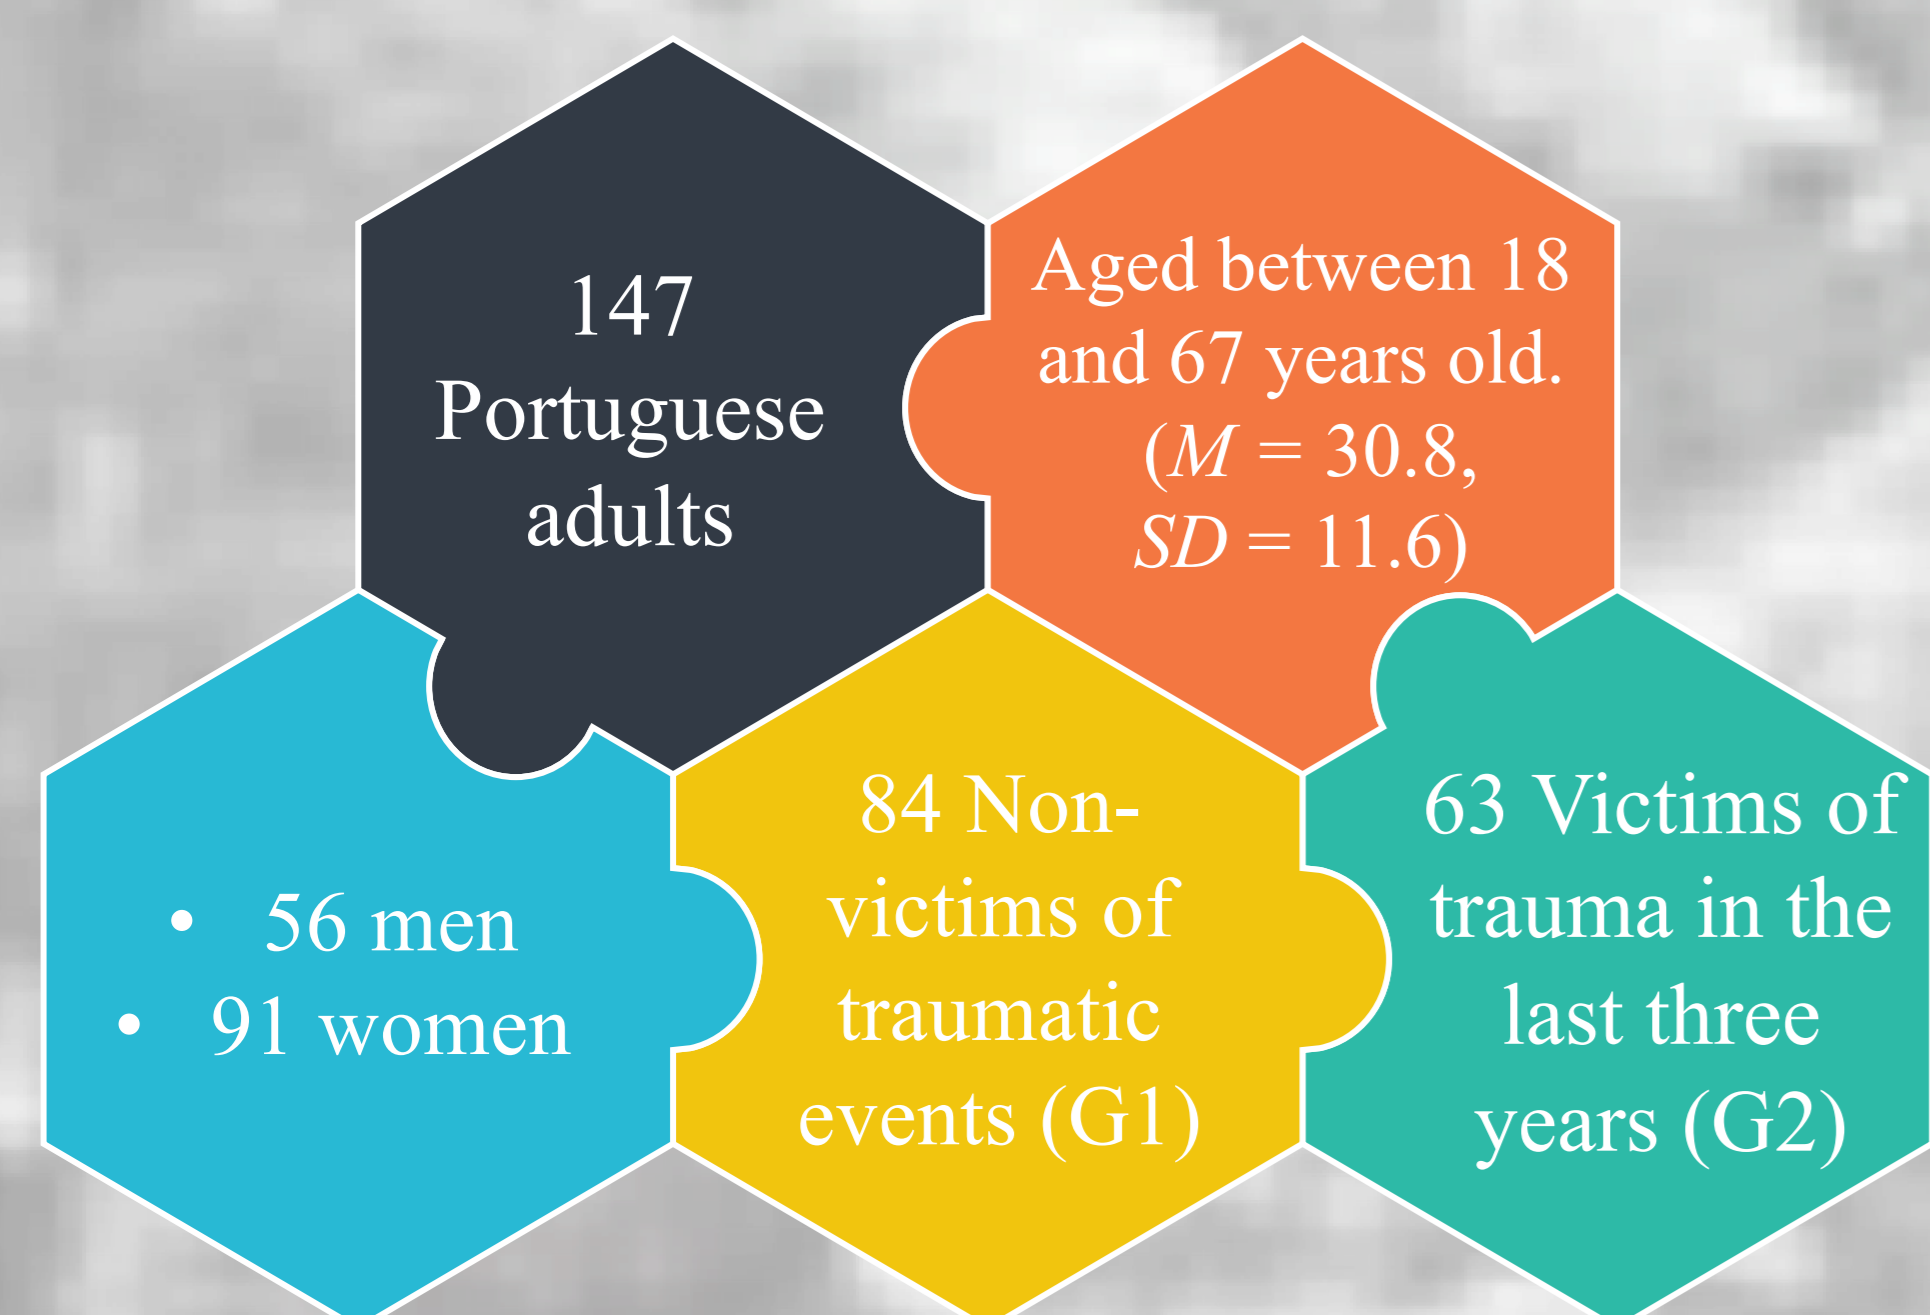 147
Portuguese
adults
Aged between 18
and 67 years old.
(M = 30.8,
SD = 11.6)
• 56 men
• 91 women
84 Non-
victims of
traumatic
events (G1)
63 Victims of
trauma in the
last three
years (G2)